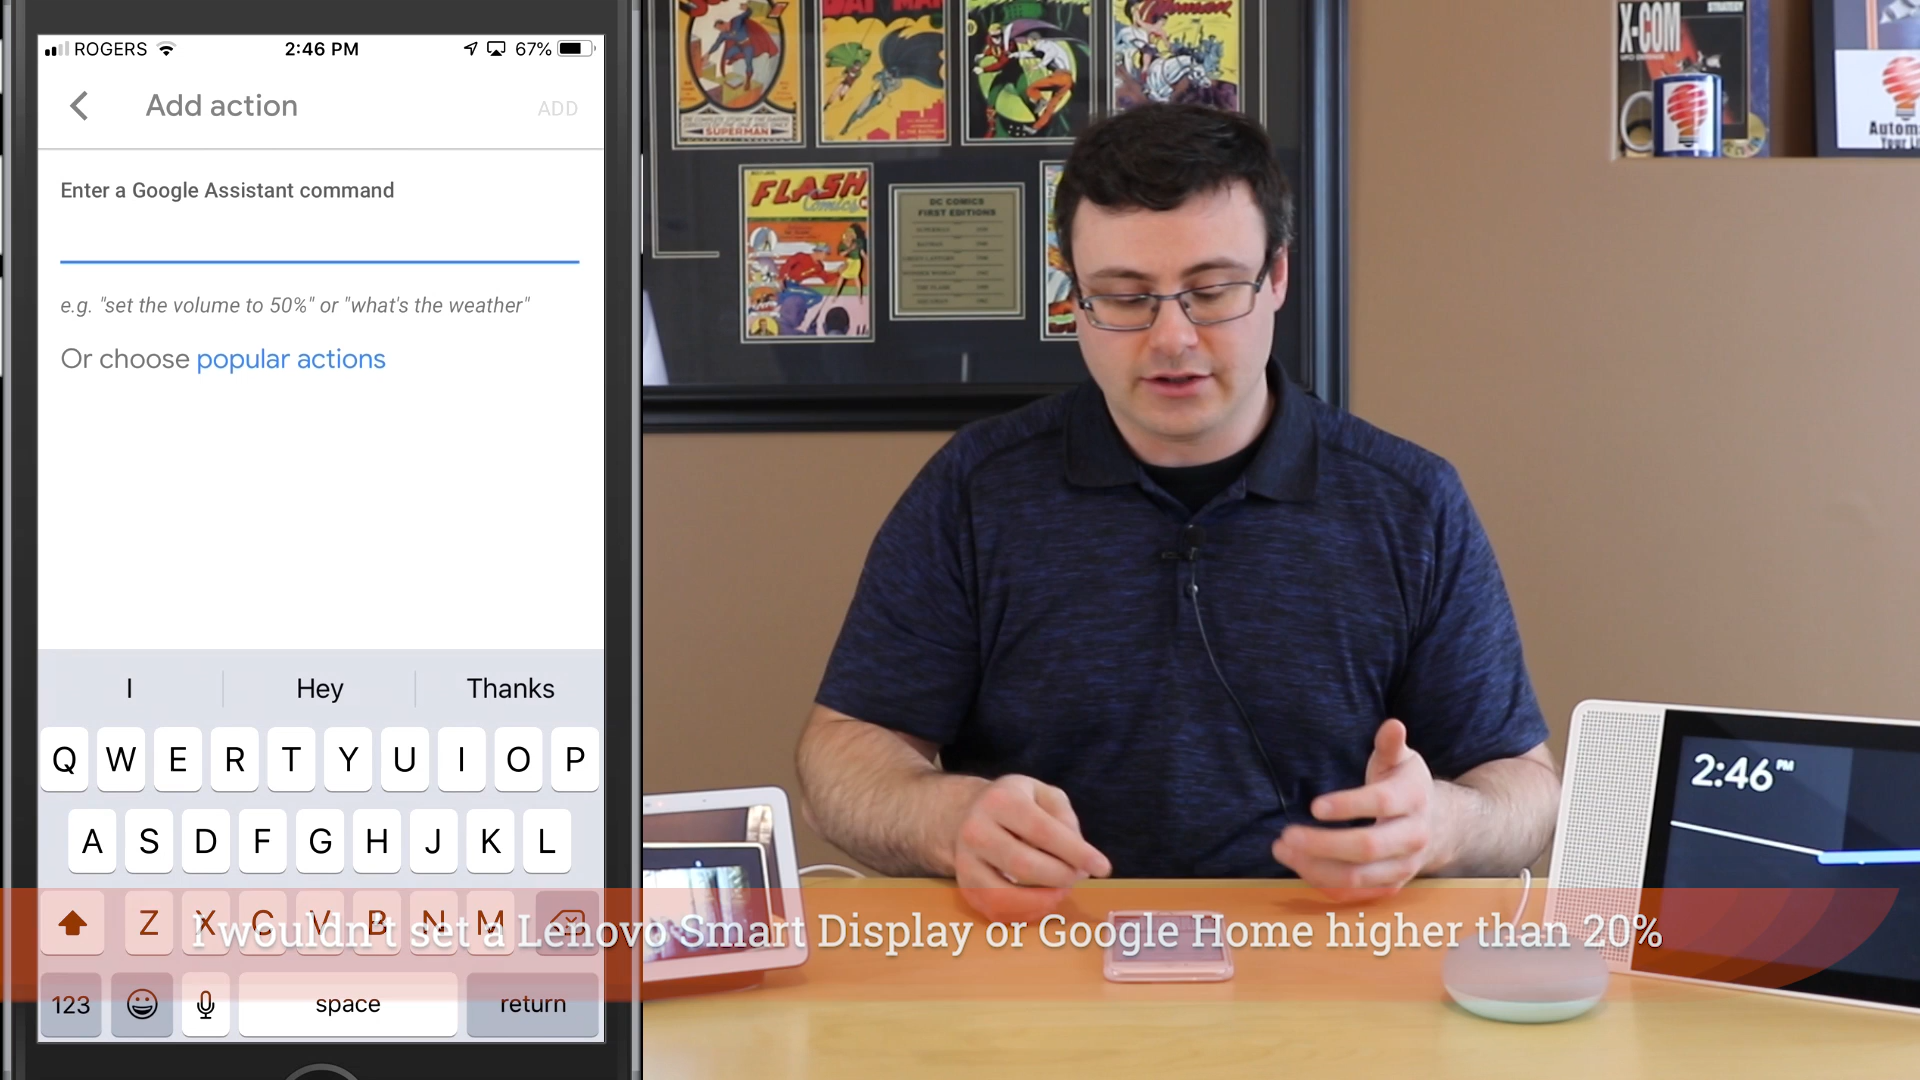 ROGERS
2:46 PM
67%
Add action
ADD
Enter a Google Assistant command
e.g. "set the volume to 50%" or "what's the weather"
Or choose popular actions
I
Hey
Thanks
Q W E R T Y U I O P
A S D F G H J K L
Z X C V B N M
123
space
return
I wouldn't set a Lenovo Smart Display or Google Home higher than 20%
SUPERMAN
FLASH
Comics
DC COMICS
FIRST EDITIONS
X-COM
STRATEGY
2:46 PM